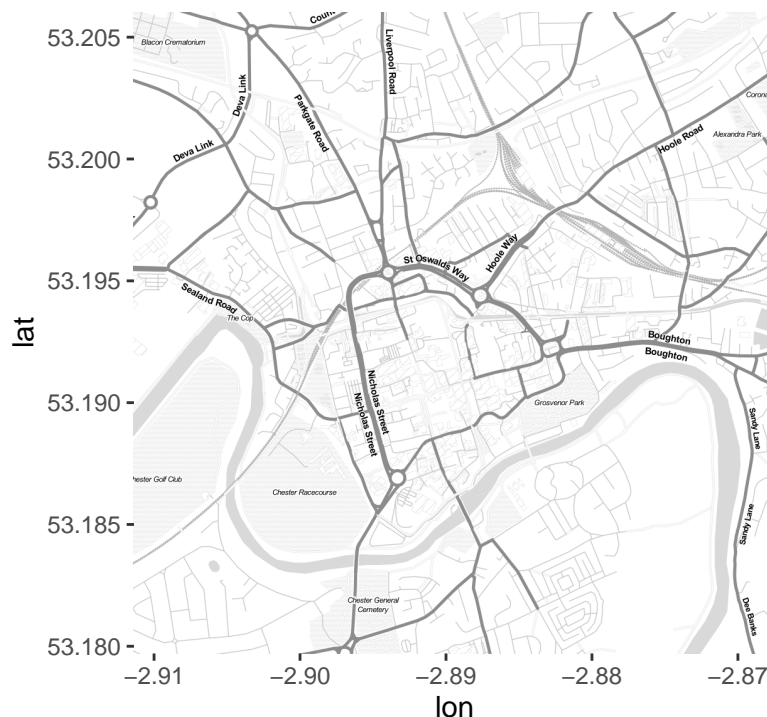 53.205
53.200
53.195
53.190
53.185
53.180
lat
−2.91
−2.90
−2.89
−2.88
−2.87
lon
Blacon Crematorium
Deva Link
Deva Link
Parkgate Road
Liverpool Road
Hoole Road
Alexandra Park
St Oswalds Way
Hoole Way
Sealand Road
The Cop
Boughton
Boughton
Nicholas Street
Nicholas Street
Grosvenor Park
Sandy Lane
Sandy Lane
Chester Racecourse
hester Golf Club
Chester General
Cemetery
Dee Banks
Coun
Corona